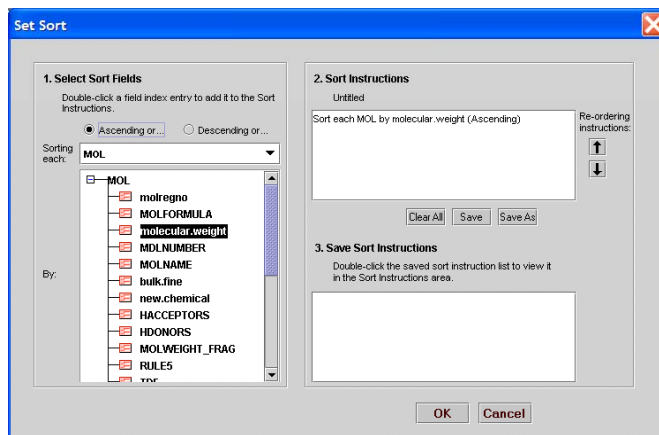 Set Sort
1. Select Sort Fields
Double-click a field index entry to add it to the Sort
Instructions.
Ascending or...
Descending or...
Sorting
each:
MOL
By:
MOL
molregno
MOLFORMULA
molecular.weight
MDLNUMBER
MOLNAME
bulk.fine
new.chemical
HACCEPTORS
HDONORS
MOLWEIGHT_FRAG
RULE5
2. Sort Instructions
Untitled
Sort each MOL by molecular.weight (Ascending)
Re-ordering
instructions:
Clear All
Save
Save As
3. Save Sort Instructions
Double-click the saved sort instruction list to view it
in the Sort Instructions area.
OK
Cancel